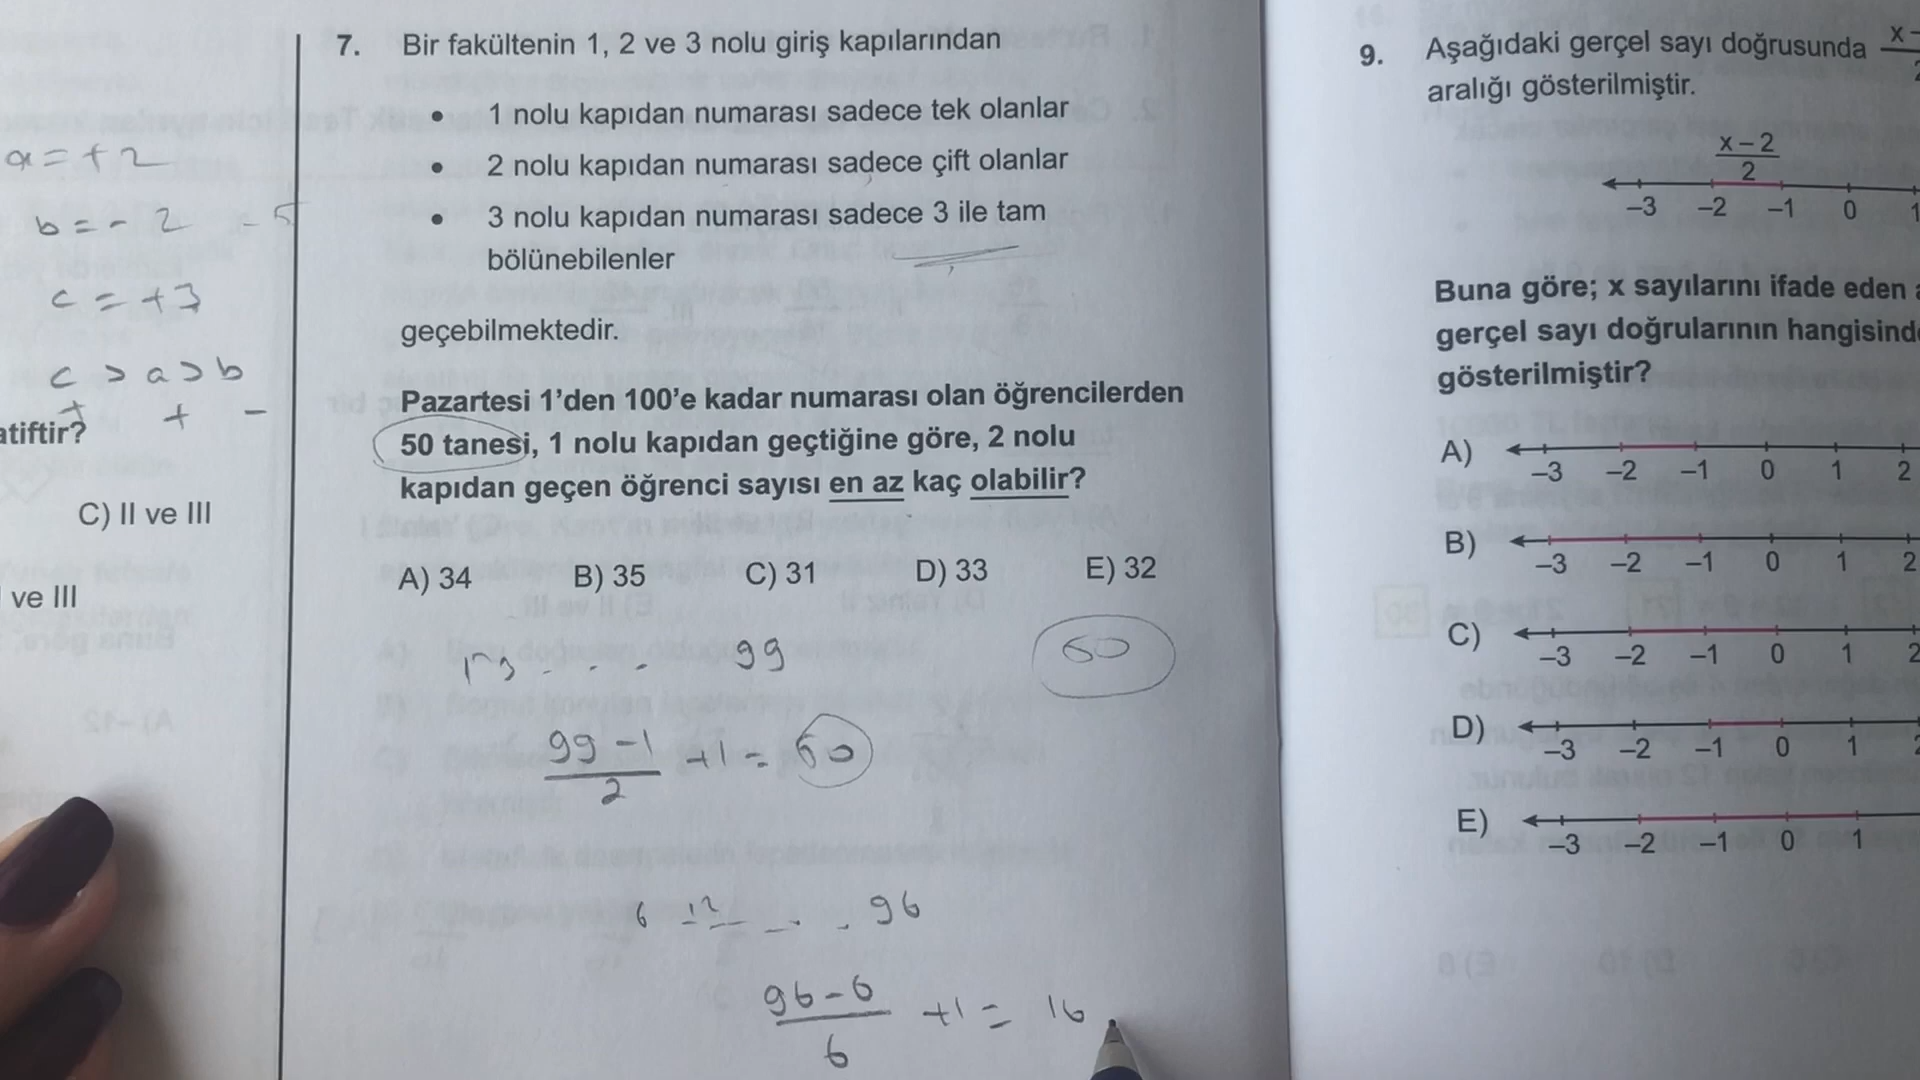 a = + 2
b = - 2 - 5
c = + 3
c > a > b
+ + -
atiftir?
C) II ve III
ve III
7. Bir fakültenin 1, 2 ve 3 nolu giriş kapılarından
• 1 nolu kapıdan numarası sadece tek olanlar
• 2 nolu kapıdan numarası sadece çift olanlar
• 3 nolu kapıdan numarası sadece 3 ile tam
bölünebilenler
geçebilmektedir.
Pazartesi 1'den 100'e kadar numarası olan öğrencilerden
50 tanesi, 1 nolu kapıdan geçtiğine göre, 2 nolu
kapıdan geçen öğrenci sayısı en az kaç olabilir?
A) 34 B) 35 C) 31 D) 33 E) 32
1 3 - - - 99
50
99 - 1
2
+1 = 50
6 12 - . . 96
96 - 6
6
+1 = 16
9. Aşağıdaki gerçel sayı doğrusunda
aralığı gösterilmiştir.
x – 2
2
–3 –2 –1 0 1
Buna göre; x sayılarını ifade eden
gerçel sayı doğrularının hangisinde
gösterilmiştir?
A) –3 –2 –1 0 1 2
B) –3 –2 –1 0 1 2
C) –3 –2 –1 0 1 2
D) –3 –2 –1 0 1 2
E) –3 –2 –1 0 1